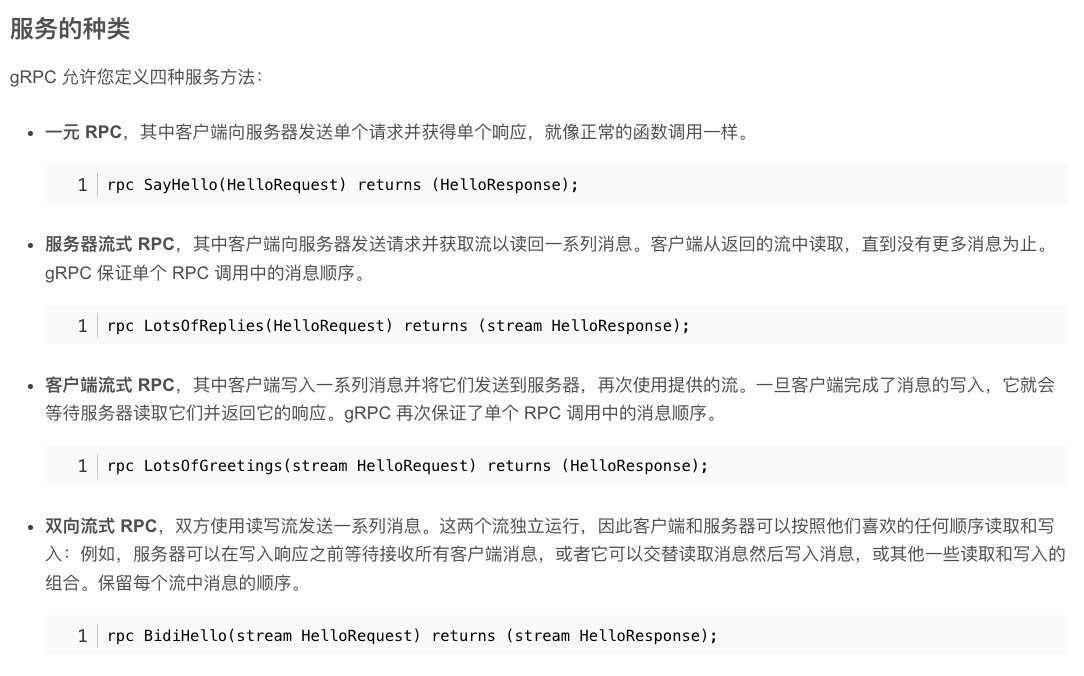 服务的种类
gRPC 允许您定义四种服务方法：
• 一元 RPC，其中客户端向服务器发送单个请求并获得单个响应，就像正常的函数调用一样。
1 rpc SayHello(HelloRequest) returns (HelloResponse);
• 服务器流式 RPC，其中客户端向服务器发送请求并获取流以读回一系列消息。客户端从返回的流中读取，直到没有更多消息为止。
gRPC 保证单个 RPC 调用中的消息顺序。
1 rpc LotsOfReplies(HelloRequest) returns (stream HelloResponse);
• 客户端流式 RPC，其中客户端写入一系列消息并将它们发送到服务器，再次使用提供的流。一旦客户端完成了消息的写入，它就会
等待服务器读取它们并返回它的响应。gRPC 再次保证了单个 RPC 调用中的消息顺序。
1 rpc LotsOfGreetings(stream HelloRequest) returns (HelloResponse);
• 双向流式 RPC，双方使用读写流发送一系列消息。这两个流独立运行，因此客户端和服务器可以按照他们喜欢的任何顺序读取和写
入：例如，服务器可以在写入响应之前等待接收所有客户端消息，或者它可以交替读取消息然后写入消息，或其他一些读取和写入的
组合。保留每个流中消息的顺序。
1 rpc BidiHello(stream HelloRequest) returns (stream HelloResponse);